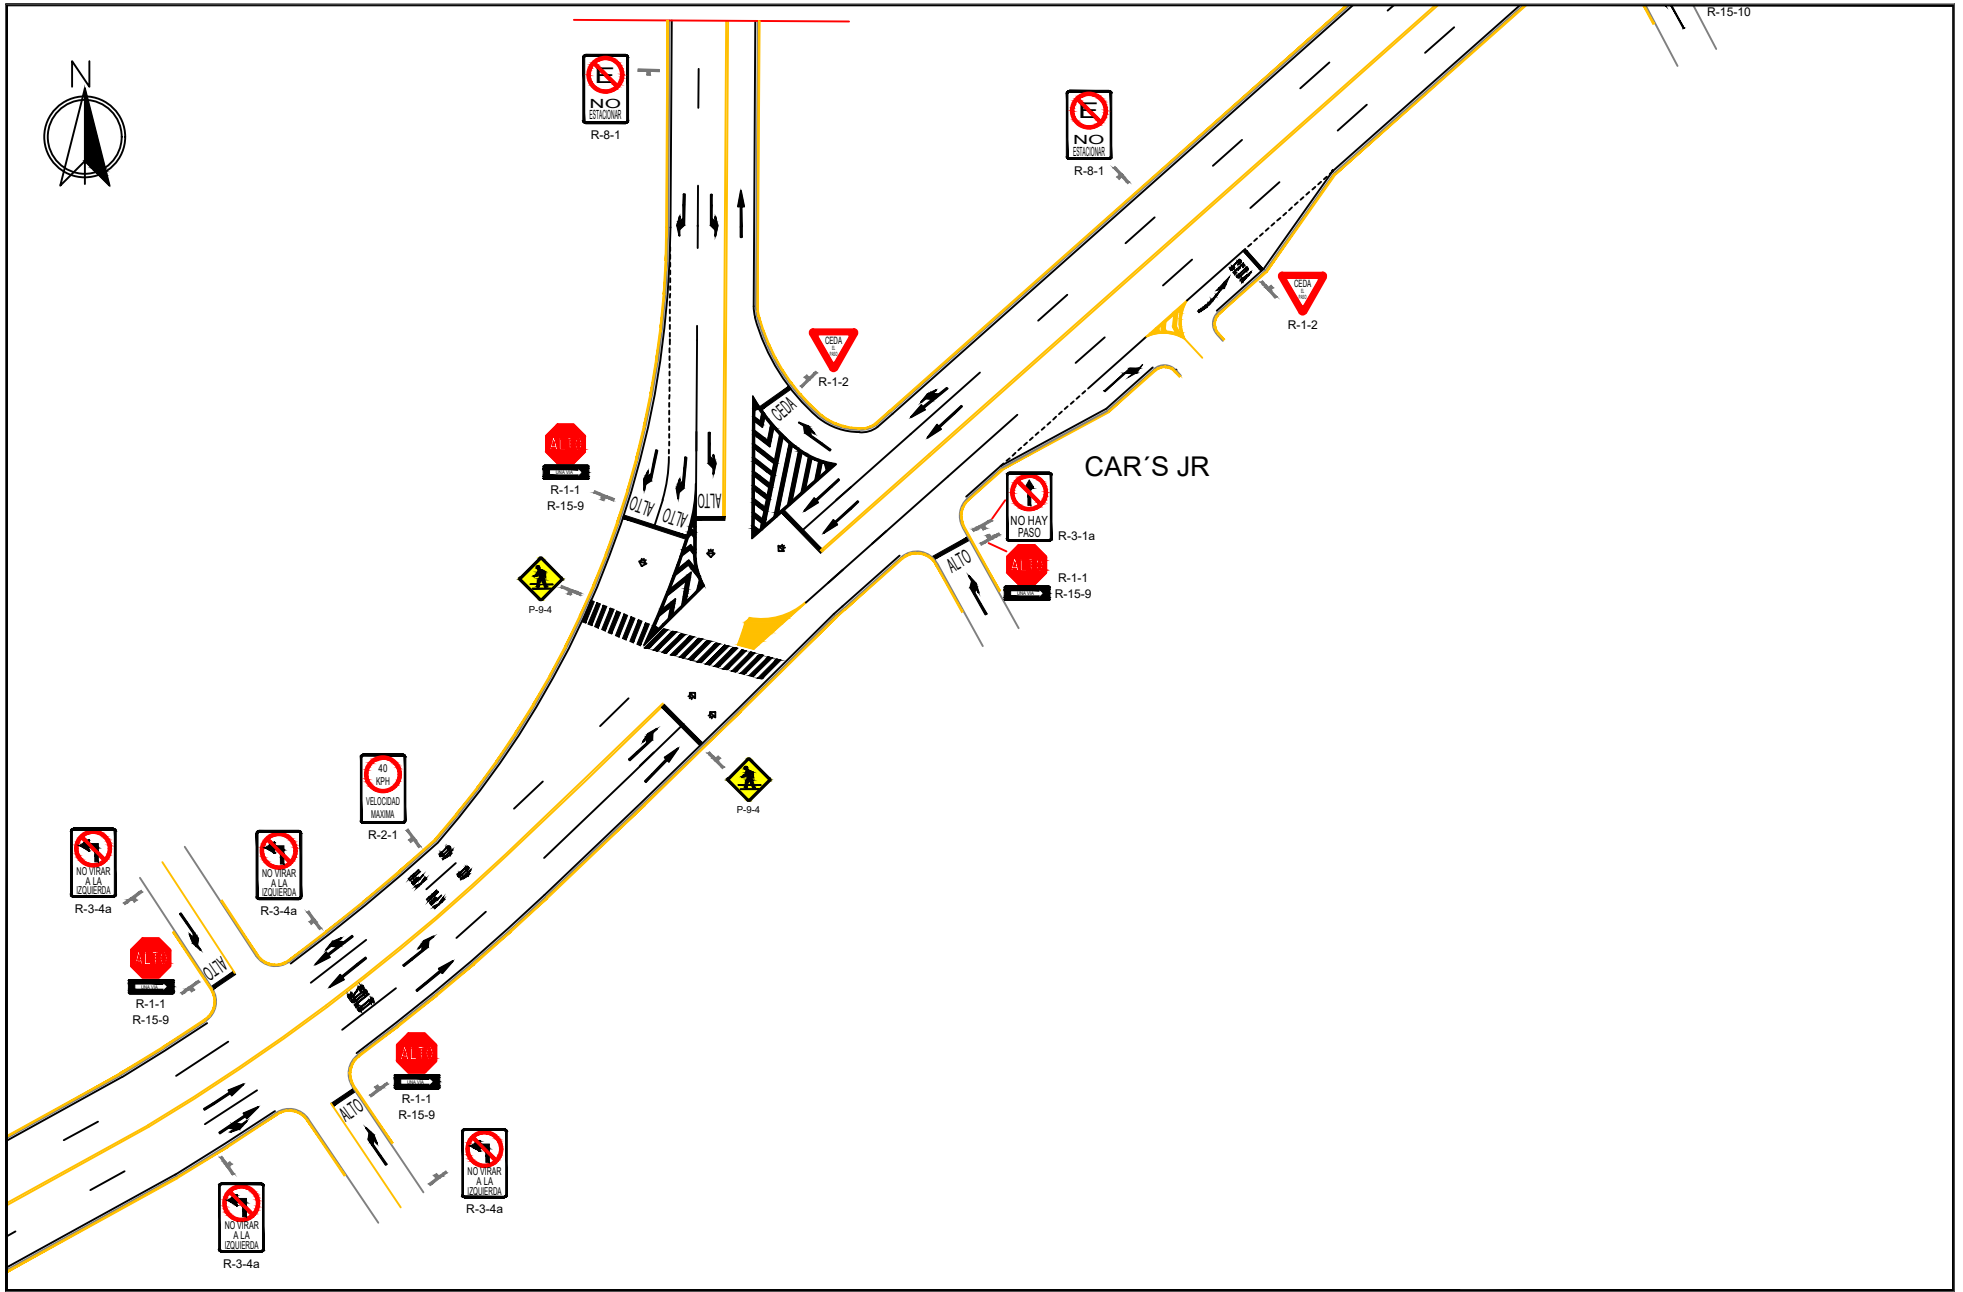 R-15-10
N
E
NO
ESTACIONAR
R-8-1
E
NO
ESTACIONAR
R-8-1
CEDA
R-1-2
CEDA
EL
PASO
R-1-2
CEDA
CEDA
ALTO
R-1-1
R-15-9
ALTO
ALTO
ALTO
CAR´S JR
NO HAY
PASO
R-3-1a
ALTO
R-1-1
R-15-9
ALTO
P-9-4
P-9-4
40
KPH
VELOCIDAD
MAXIMA
R-2-1
NO VIRAR
A LA
IZQUIERDA
R-3-4a
NO VIRAR
A LA
IZQUIERDA
R-3-4a
ALTO
R-1-1
R-15-9
ALTO
ALTO
R-1-1
R-15-9
ALTO
NO VIRAR
A LA
IZQUIERDA
R-3-4a
NO VIRAR
A LA
IZQUIERDA
R-3-4a